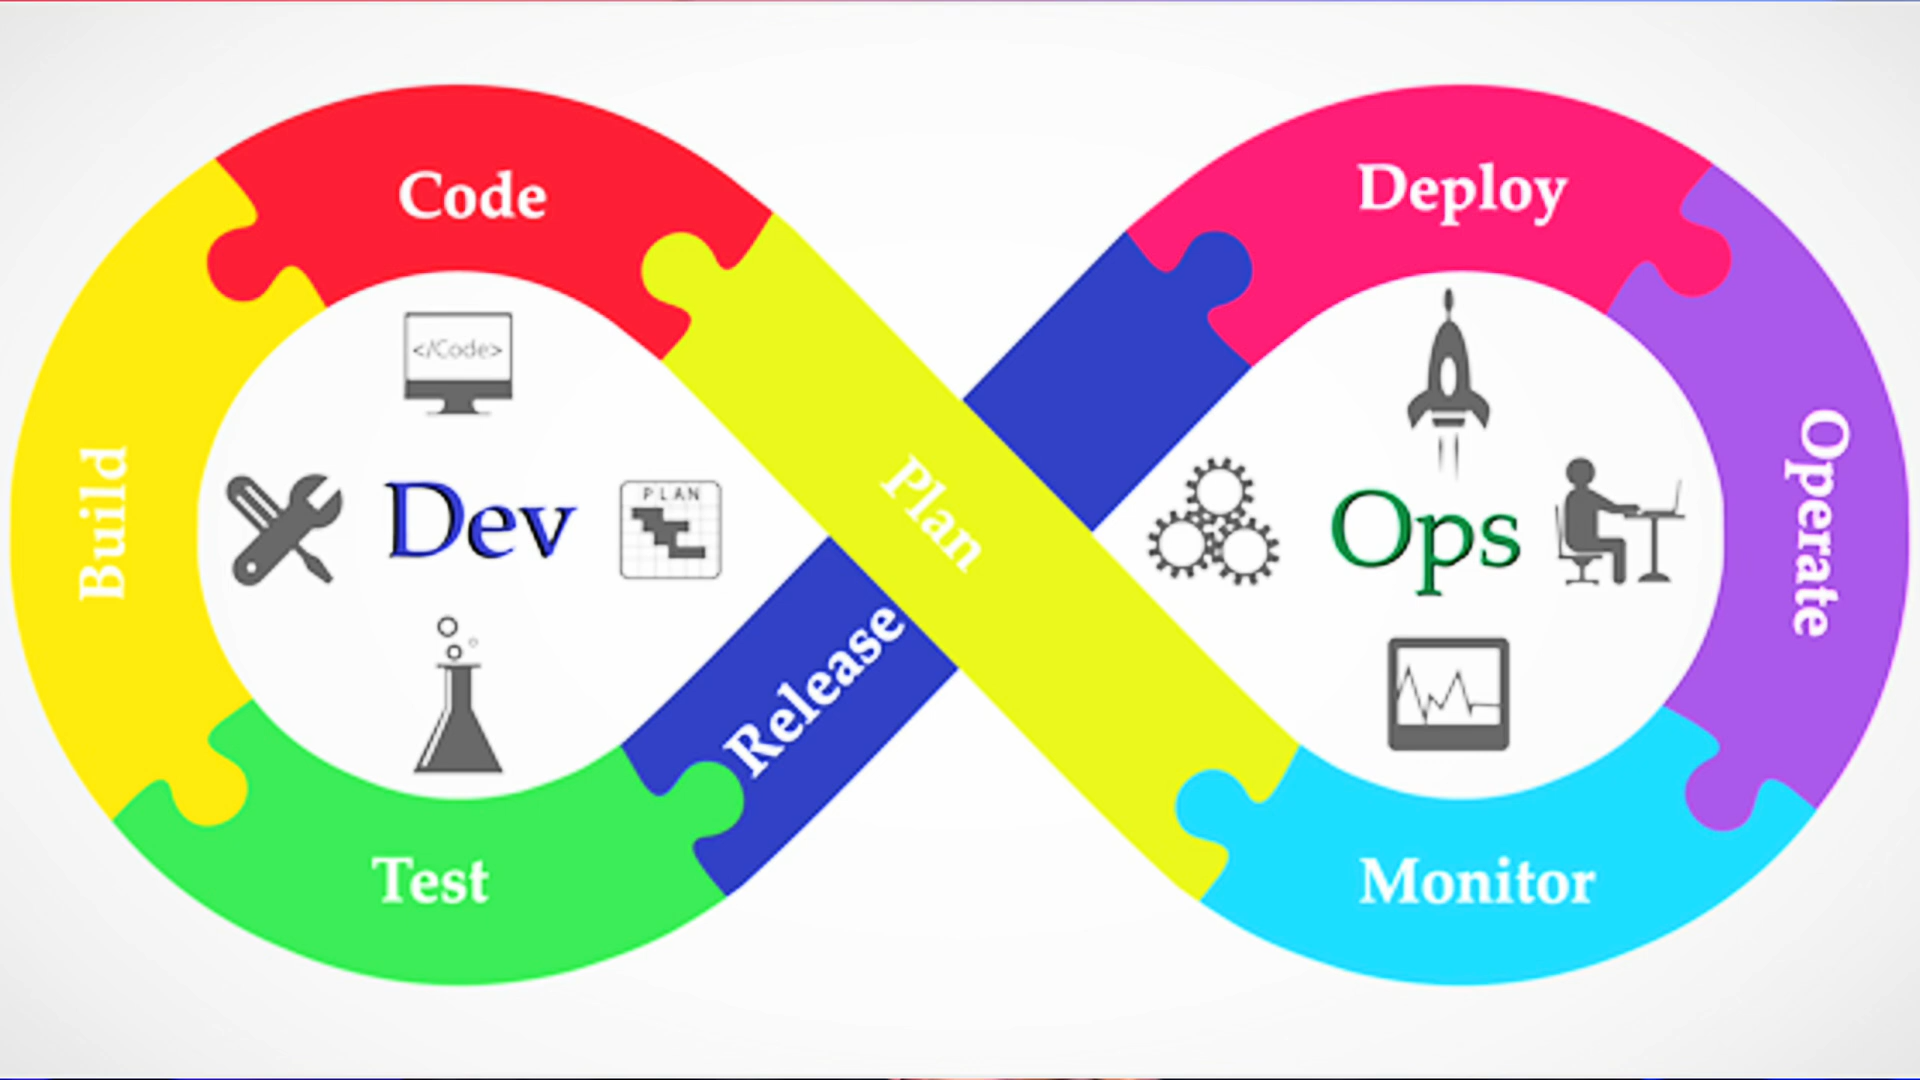 Code
Deploy
</Code>
Build
Dev
PLAN
Plan
Ops
Operate
Release
Test
Monitor